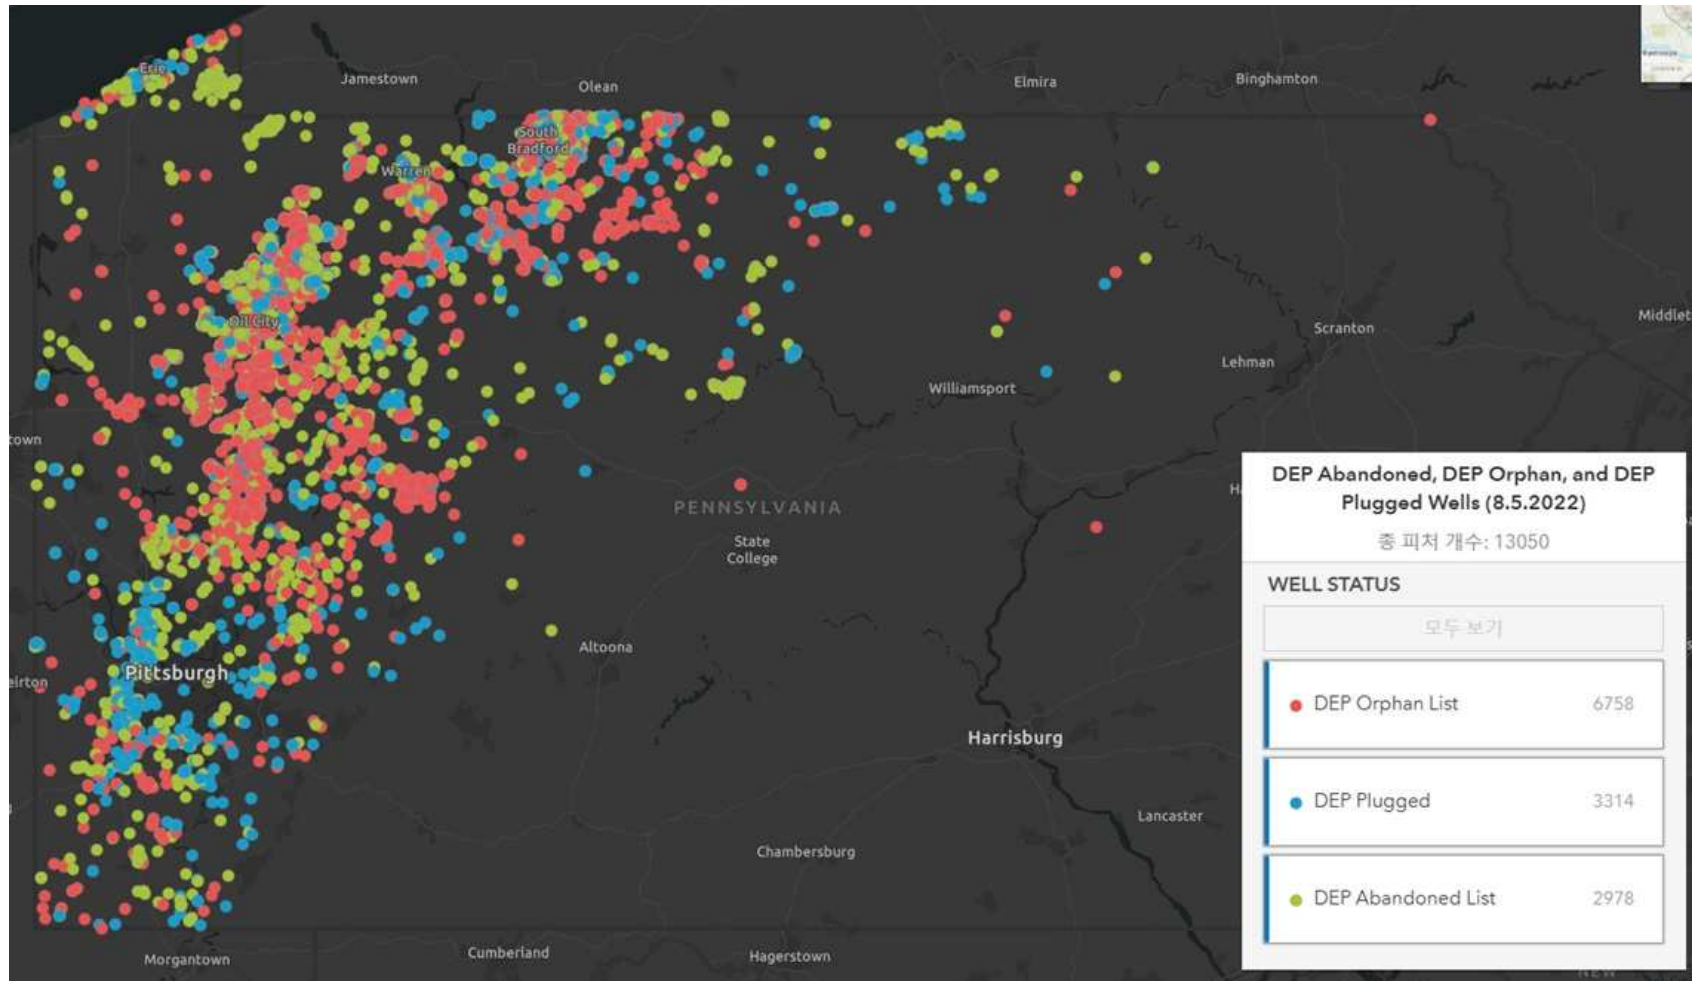 Erie
Jamestown
Olean
Elmira
Binghamton
South
Bradford
Warren
Oil City
Scranton
Middlet
Lehman
Williamsport
town
PENNSYLVANIA
State
College
Altoona
Pittsburgh
eirton
Harrisburg
Lancaster
Chambersburg
Morgantown
Cumberland
Hagerstown
DEP Abandoned, DEP Orphan, and DEP
Plugged Wells (8.5.2022)
종 피처 개수: 13050
WELL STATUS
모두 보기
DEP Orphan List 6758
DEP Plugged 3314
DEP Abandoned List 2978
NEW